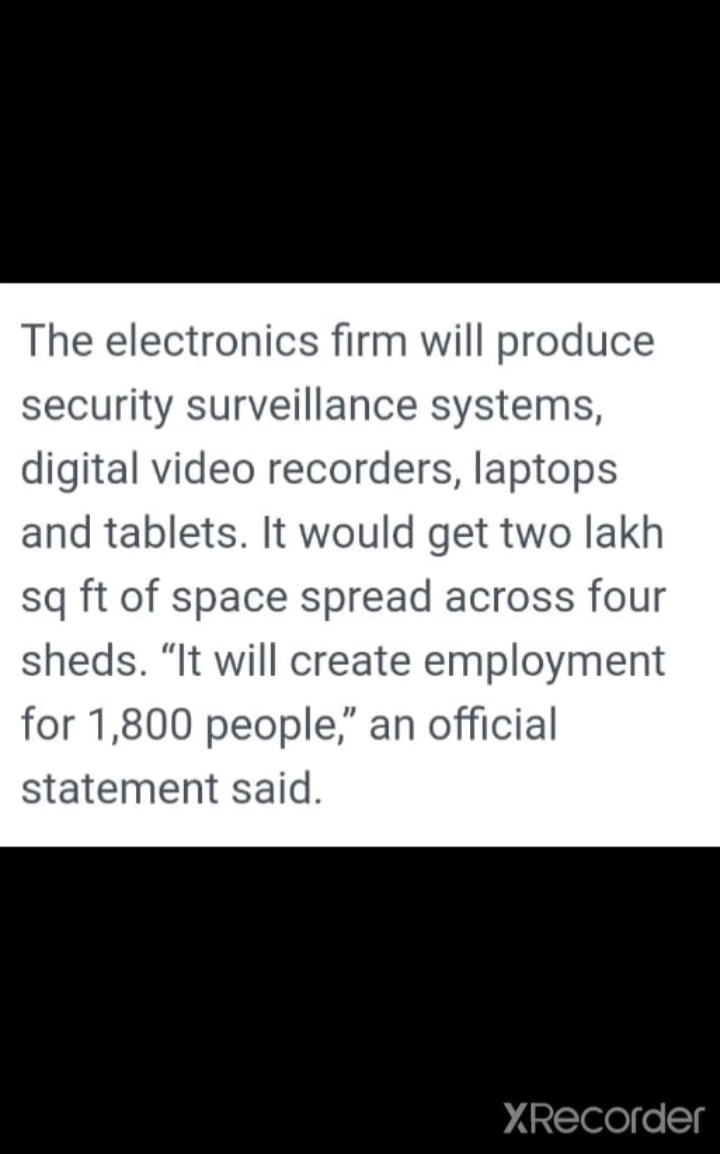 The electronics firm will produce
security surveillance systems,
digital video recorders, laptops
and tablets. It would get two lakh
sq ft of space spread across four
sheds. “It will create employment
for 1,800 people,” an official
statement said.
XRecorder